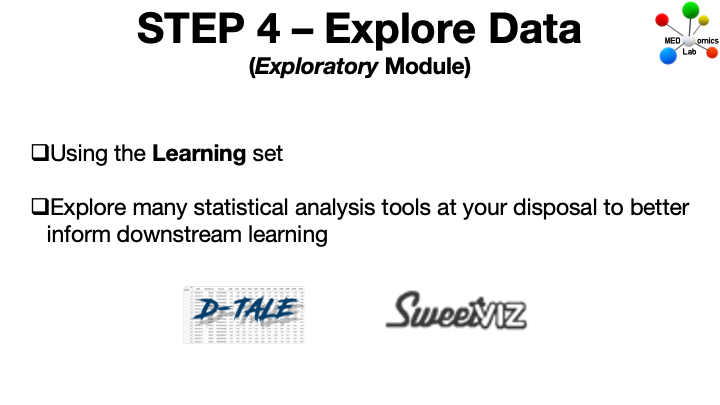 STEP 4 – Explore Data
(Exploratory Module)
MED omics
Lab
❑Using the Learning set
❑Explore many statistical analysis tools at your disposal to better
inform downstream learning
D-TALE
SweetVIZ